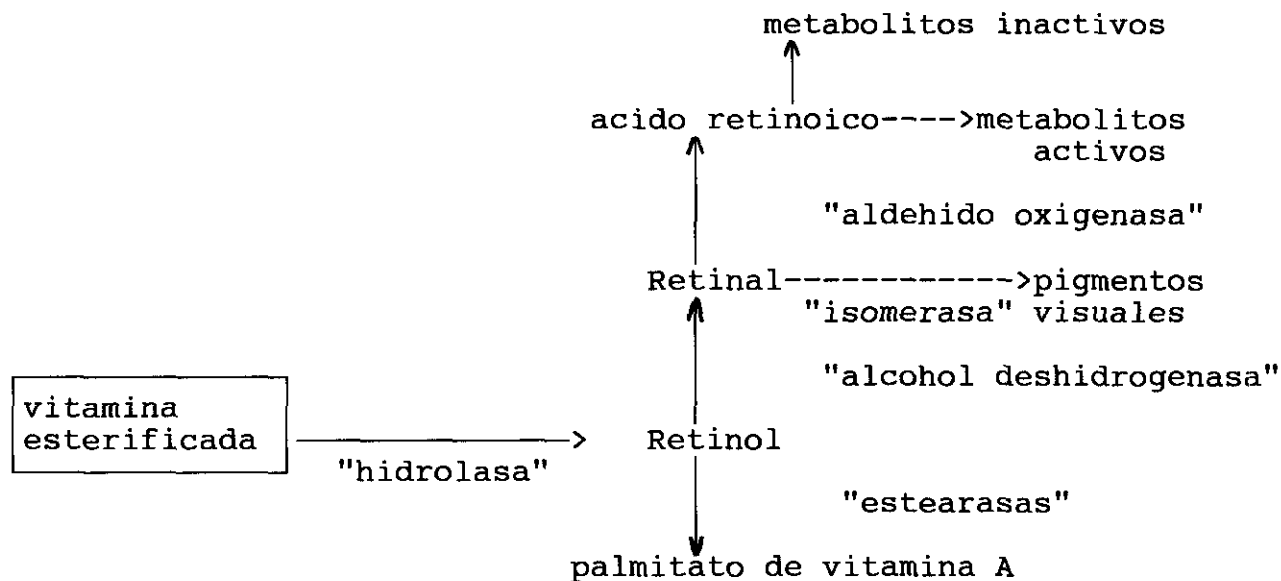 metabolitos inactivos
acido retinoico---->metabolitos
activos
"aldehido oxigenasa"
Retinal------------>pigmentos
"isomerasa" visuales
"alcohol deshidrogenasa"
vitamina
esterificada
Retinol
"hidrolasa"
"estearasas"
palmitato de vitamina A